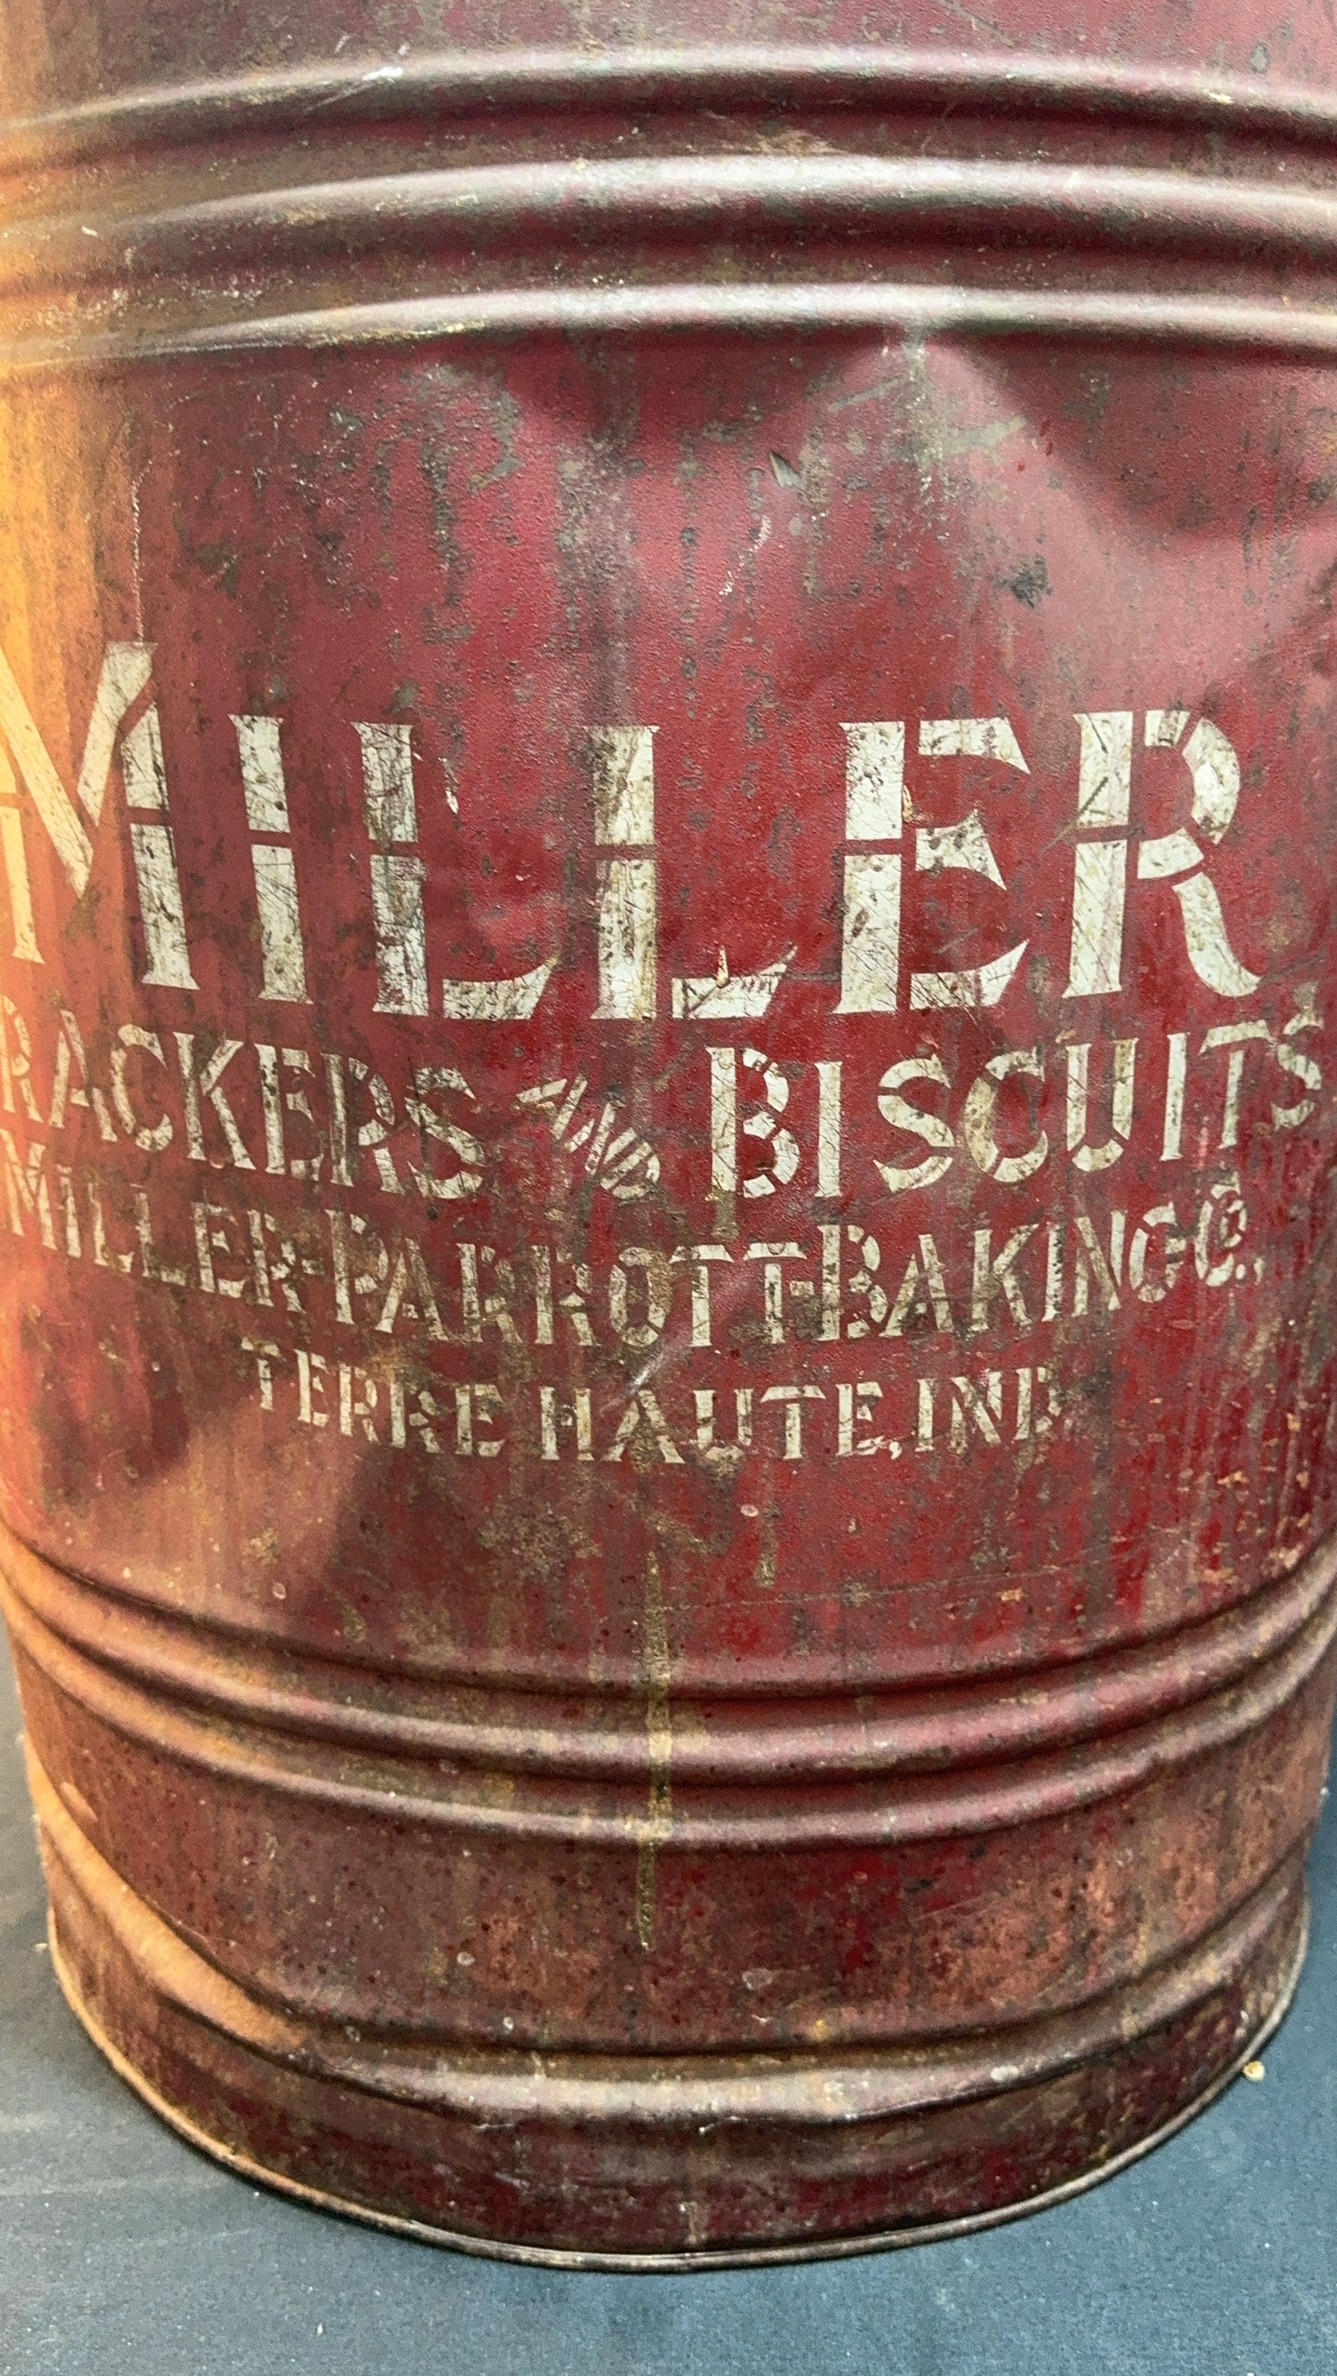 MILLER
RACKERS AND BISCUITS
MILLER-PARROTT-BAKING CO.,
TERRE HAUTE, IND